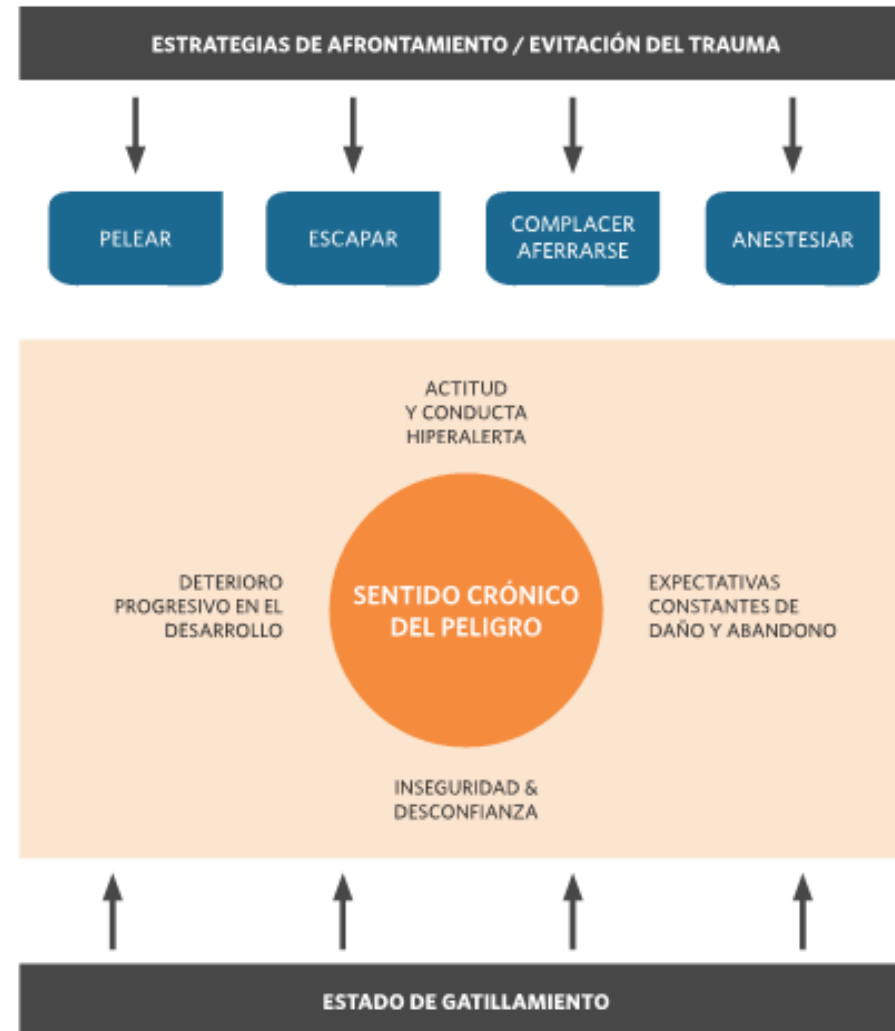 ESTRATEGIAS DE AFRONTAMIENTO / EVITACIÓN DEL TRAUMA
PELEAR
ESCAPAR
COMPLACER
AFERRARSE
ANESTESIAR
ACTITUD
Y CONDUCTA
HIPERALERTA
DETERIORO
PROGRESIVO EN EL
DESARROLLO
SENTIDO CRÓNICO
DEL PELIGRO
EXPECTATIVAS
CONSTANTES DE
DAÑO Y ABANDONO
INSEGURIDAD &
DESCONFIANZA
ESTADO DE GATILLAMIENTO